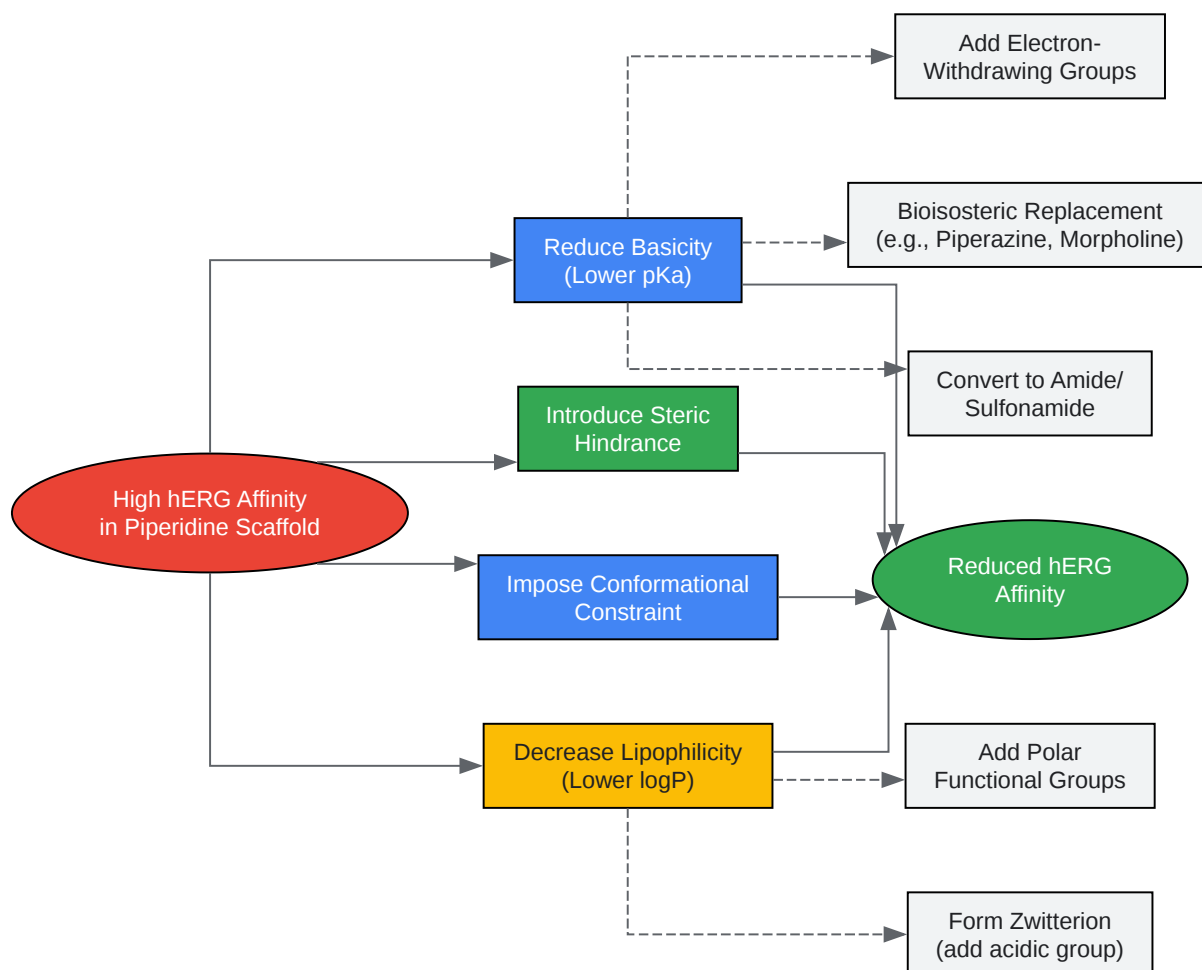 Add Electron-
Withdrawing Groups
Bioisosteric Replacement
(e.g., Piperazine, Morpholine)
Reduce Basicity
(Lower pKa)
Convert to Amide/
Sulfonamide
Introduce Steric
Hindrance
High hERG Affinity
in Piperidine Scaffold
Impose Conformational
Constraint
Reduced hERG
Affinity
Decrease Lipophilicity
(Lower logP)
Add Polar
Functional Groups
Form Zwitterion
(add acidic group)